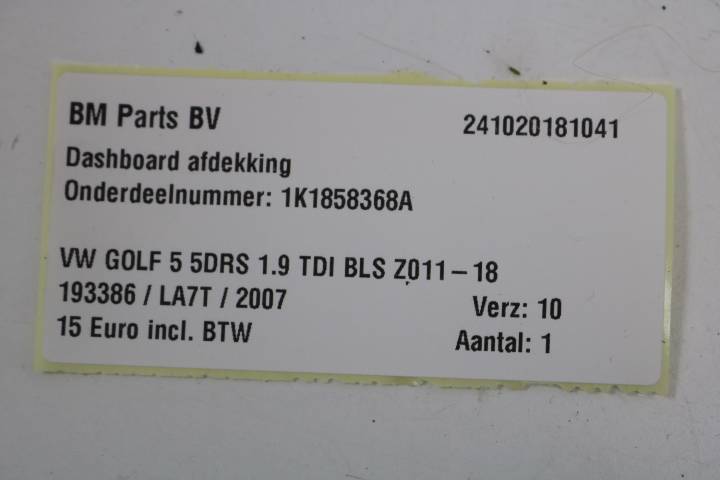 BM Parts BV 241020181041
Dashboard afdekking
Onderdeelnummer: 1K1858368A
VW GOLF 5 5DRS 1.9 TDI BLS Z011-18
193386 / LA7T / 2007 Verz: 10
15 Euro incl. BTW Aantal: 1